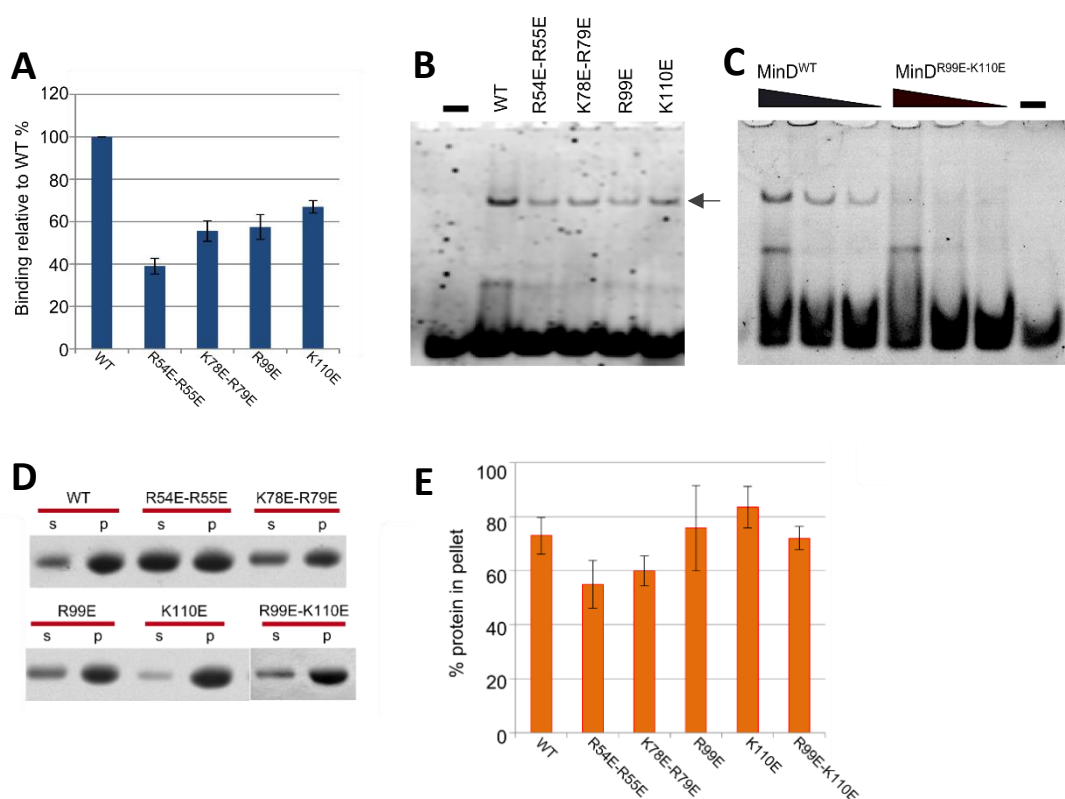 A
Binding relative to WT %
120
100
80
60
40
20
0
WT
R54E-R55E
K78E-R79E
R99E
K110E
B
WT
R54E-R55E
K78E-R79E
R99E
K110E
C
MinDWT
MinDR99E-K110E
D
WT R54E-R55E K78E-R79E
s p s p s p
R99E K110E R99E-K110E
s p s p s p
E
% protein in pellet
100
80
60
40
20
0
WT
R54E-R55E
K78E-R79E
R99E
K110E
R99E-K110E